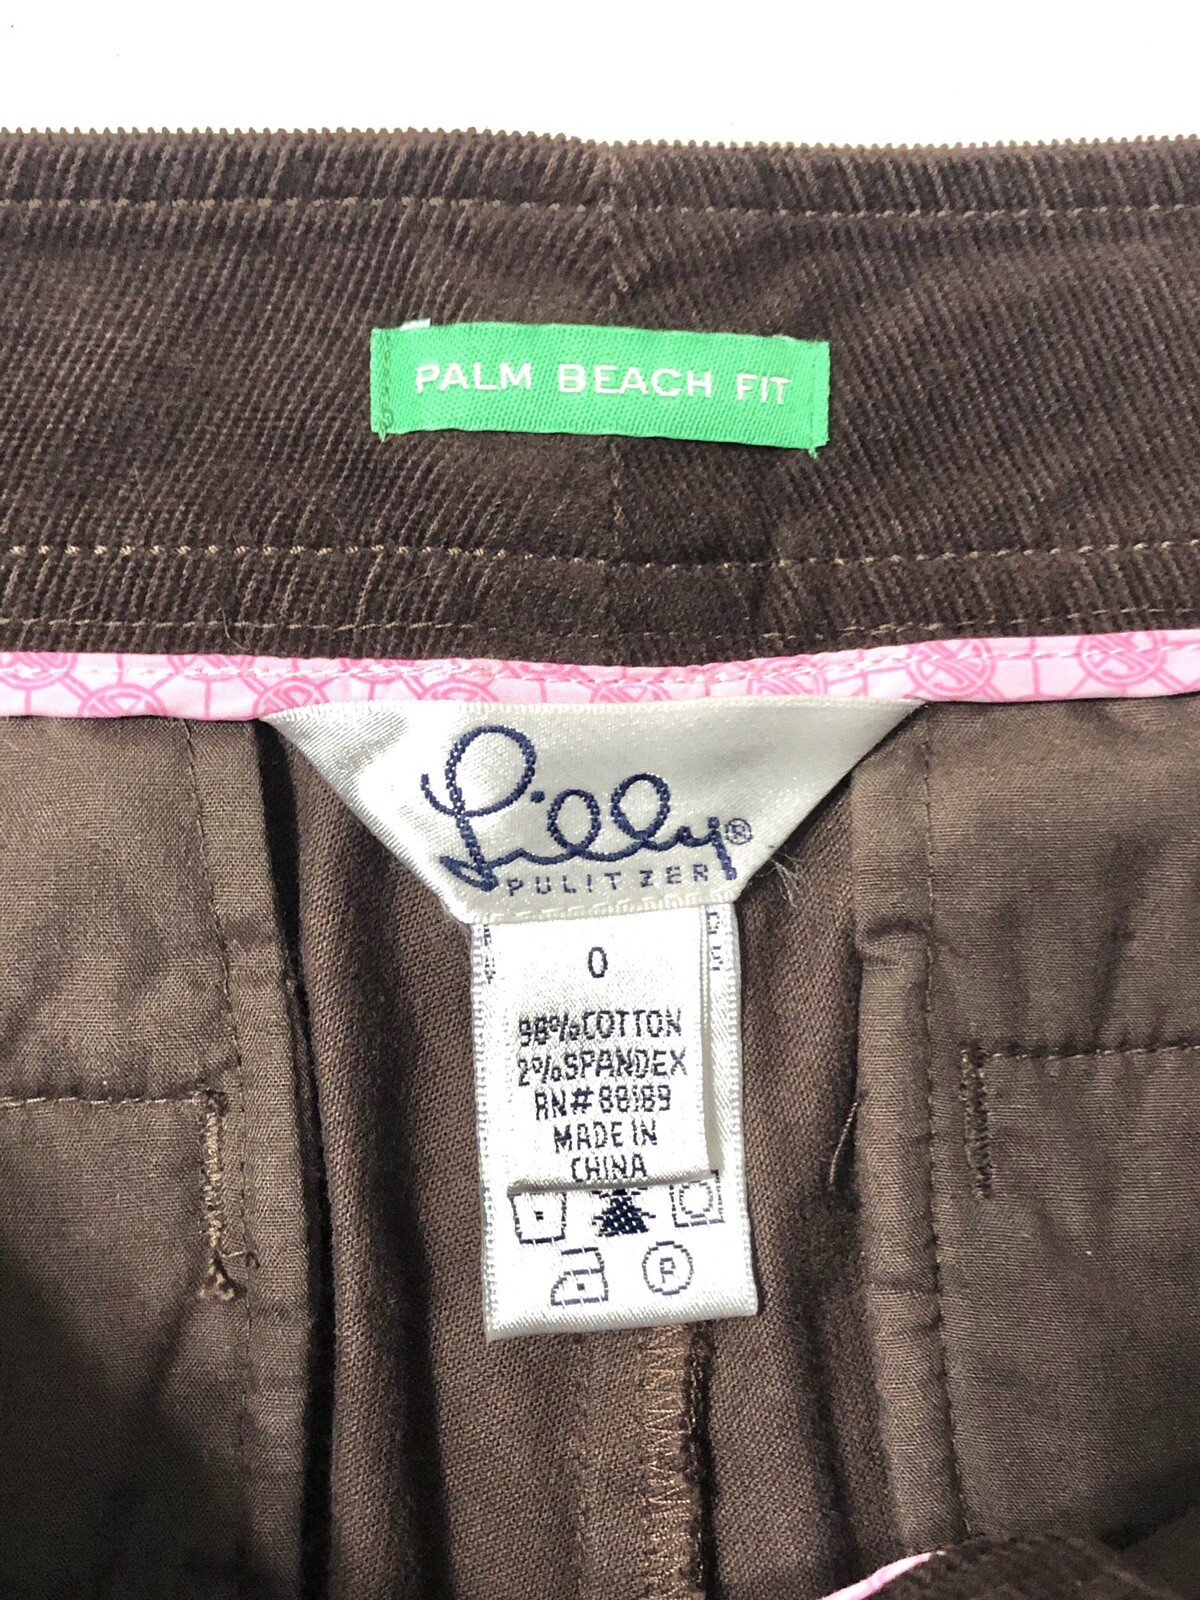 PALM BEACH FIT
Lilly®
PULITZER
0
98% COTTON
2% SPANDEX
RN# 88189
MADE IN
CHINA
P